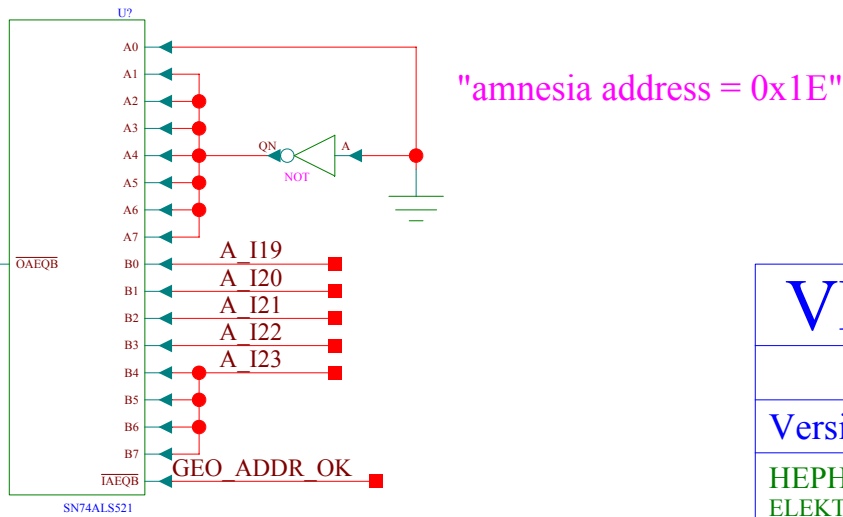 U?
A0
A1
A2
A3
A4
A5
A6
A7
QN
A
NOT
"amnesia address = 0x1E"
OAEQB
B0
A_I19
B1
A_I20
B2
A_I21
B3
A_I22
B4
A_I23
B5
B6
B7
IAEQB
GEO_ADDR_OK
SN74ALS521
Versi
HEPH
ELEKT